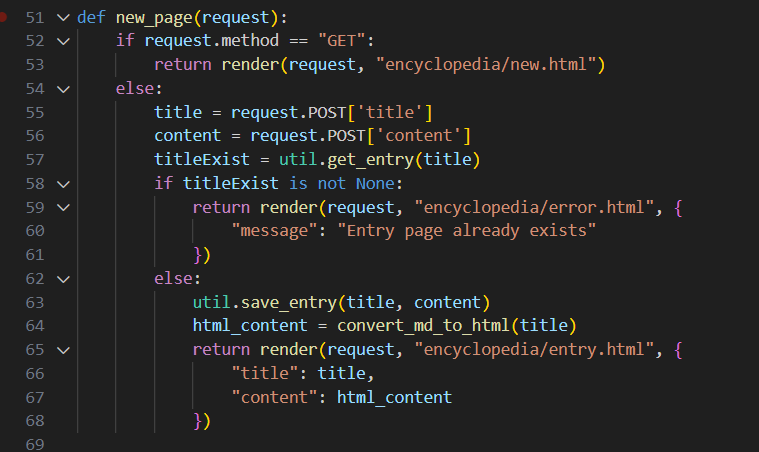 51 def new_page(request):
52 if request.method == "GET":
53 return render(request, "encyclopedia/new.html")
54 else:
55 title = request.POST['title']
56 content = request.POST['content']
57 titleExist = util.get_entry(title)
58 if titleExist is not None:
59 return render(request, "encyclopedia/error.html", {
60 "message": "Entry page already exists"
61 })
62 else:
63 util.save_entry(title, content)
64 html_content = convert_md_to_html(title)
65 return render(request, "encyclopedia/entry.html", {
66 "title": title,
67 "content": html_content
68 })
69